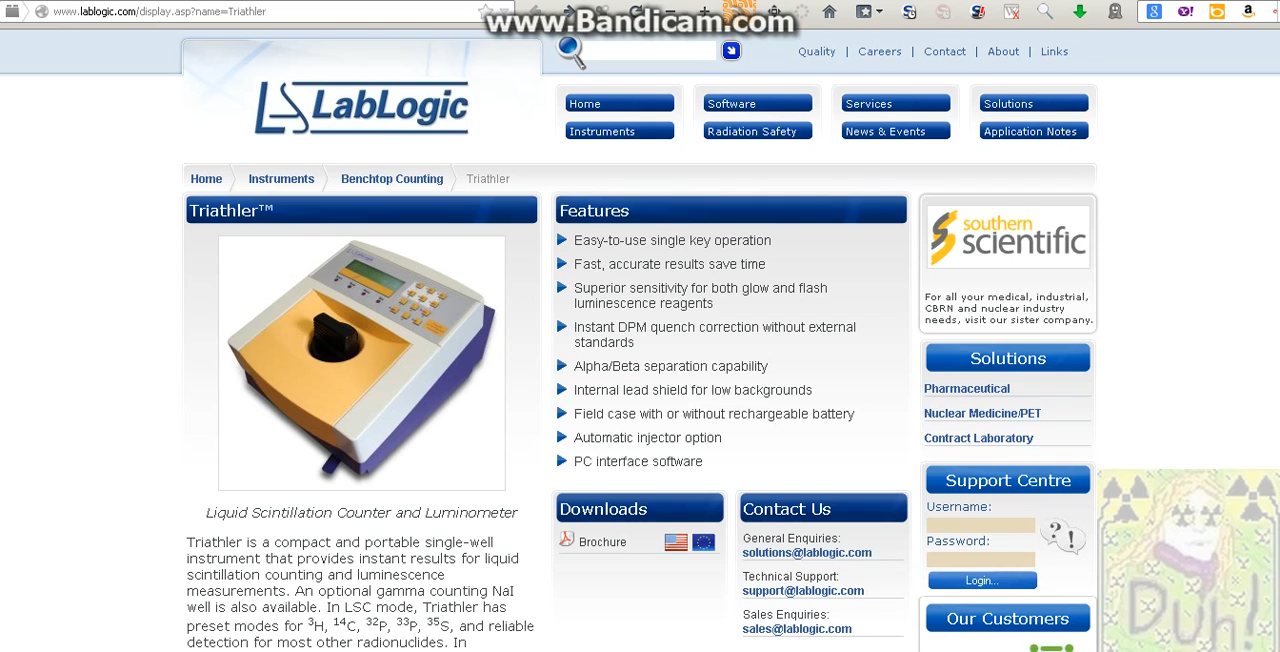 www.lablogic.com/display.asp?name=Triathler
www.Bandicam.com
Quality | Careers | Contact | About | Links
LabLogic
Home
Software
Services
Solutions
Instruments
Radiation Safety
News & Events
Application Notes
Home
Instruments
Benchtop Counting
Triathler
Triathler™
LabLogic
Liquid Scintillation Counter and Luminometer
Triathler is a compact and portable single-well
instrument that provides instant results for liquid
scintillation counting and luminescence
measurements. An optional gamma counting NaI
well is also available. In LSC mode, Triathler has
preset modes for ³H, ¹⁴C, ³²P, ³³P, ³⁵S, and reliable
detection for most other radionuclides. In
Features
Easy-to-use single key operation
Fast, accurate results save time
Superior sensitivity for both glow and flash
luminescence reagents
Instant DPM quench correction without external
standards
Alpha/Beta separation capability
Internal lead shield for low backgrounds
Field case with or without rechargeable battery
Automatic injector option
PC interface software
Downloads
Brochure
Contact Us
General Enquiries:
solutions@lablogic.com
Technical Support:
support@lablogic.com
Sales Enquiries:
sales@lablogic.com
southern
scientific
For all your medical, industrial,
CBRN and nuclear industry
needs, visit our sister company.
Solutions
Pharmaceutical
Nuclear Medicine/PET
Contract Laboratory
Support Centre
Username:
Password:
Login...
Our Customers
Duh!